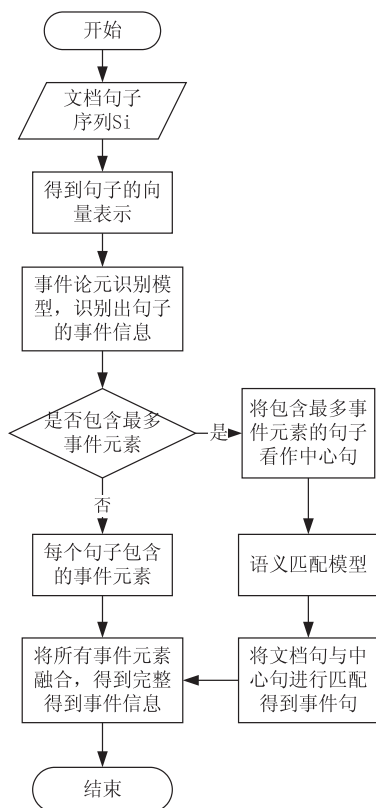 开始
文档句子
序列Si
得到句子的向
量表示
事件论元识别模
型，识别出句子
的事件信息
是否包含最多
事件元素
是
将包含最多事
件元素的句子
看作中心句
否
每个句子包含
的事件元素
语义匹配模型
将所有事件元素
融合，得到完整
得到事件信息
将文档句与中
心句进行匹配
得到事件句
结束